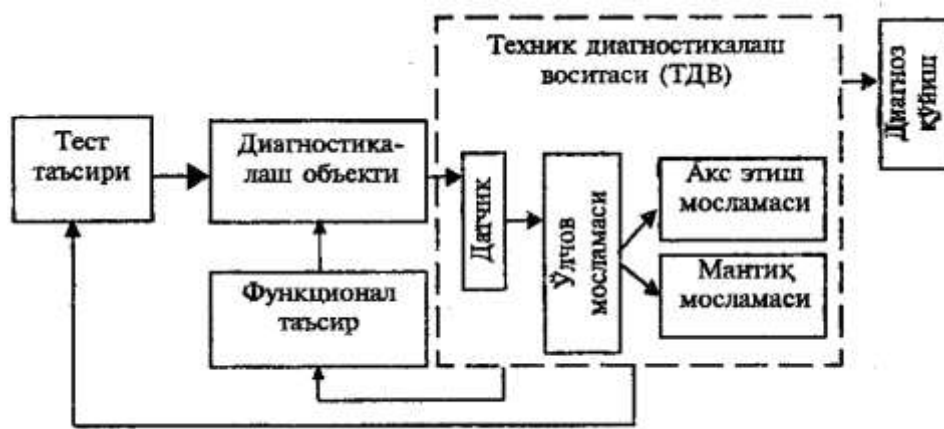 Техник диагностикалаш
воситаси (ТДВ)
Диагноз
қўйиш
Тест
таъсири
Диагностика-
лаш объекти
Датчик
Ўлчов
мосламаси
Акс этиш
мосламаси
Мантиқ
мосламаси
Функционал
таъсир